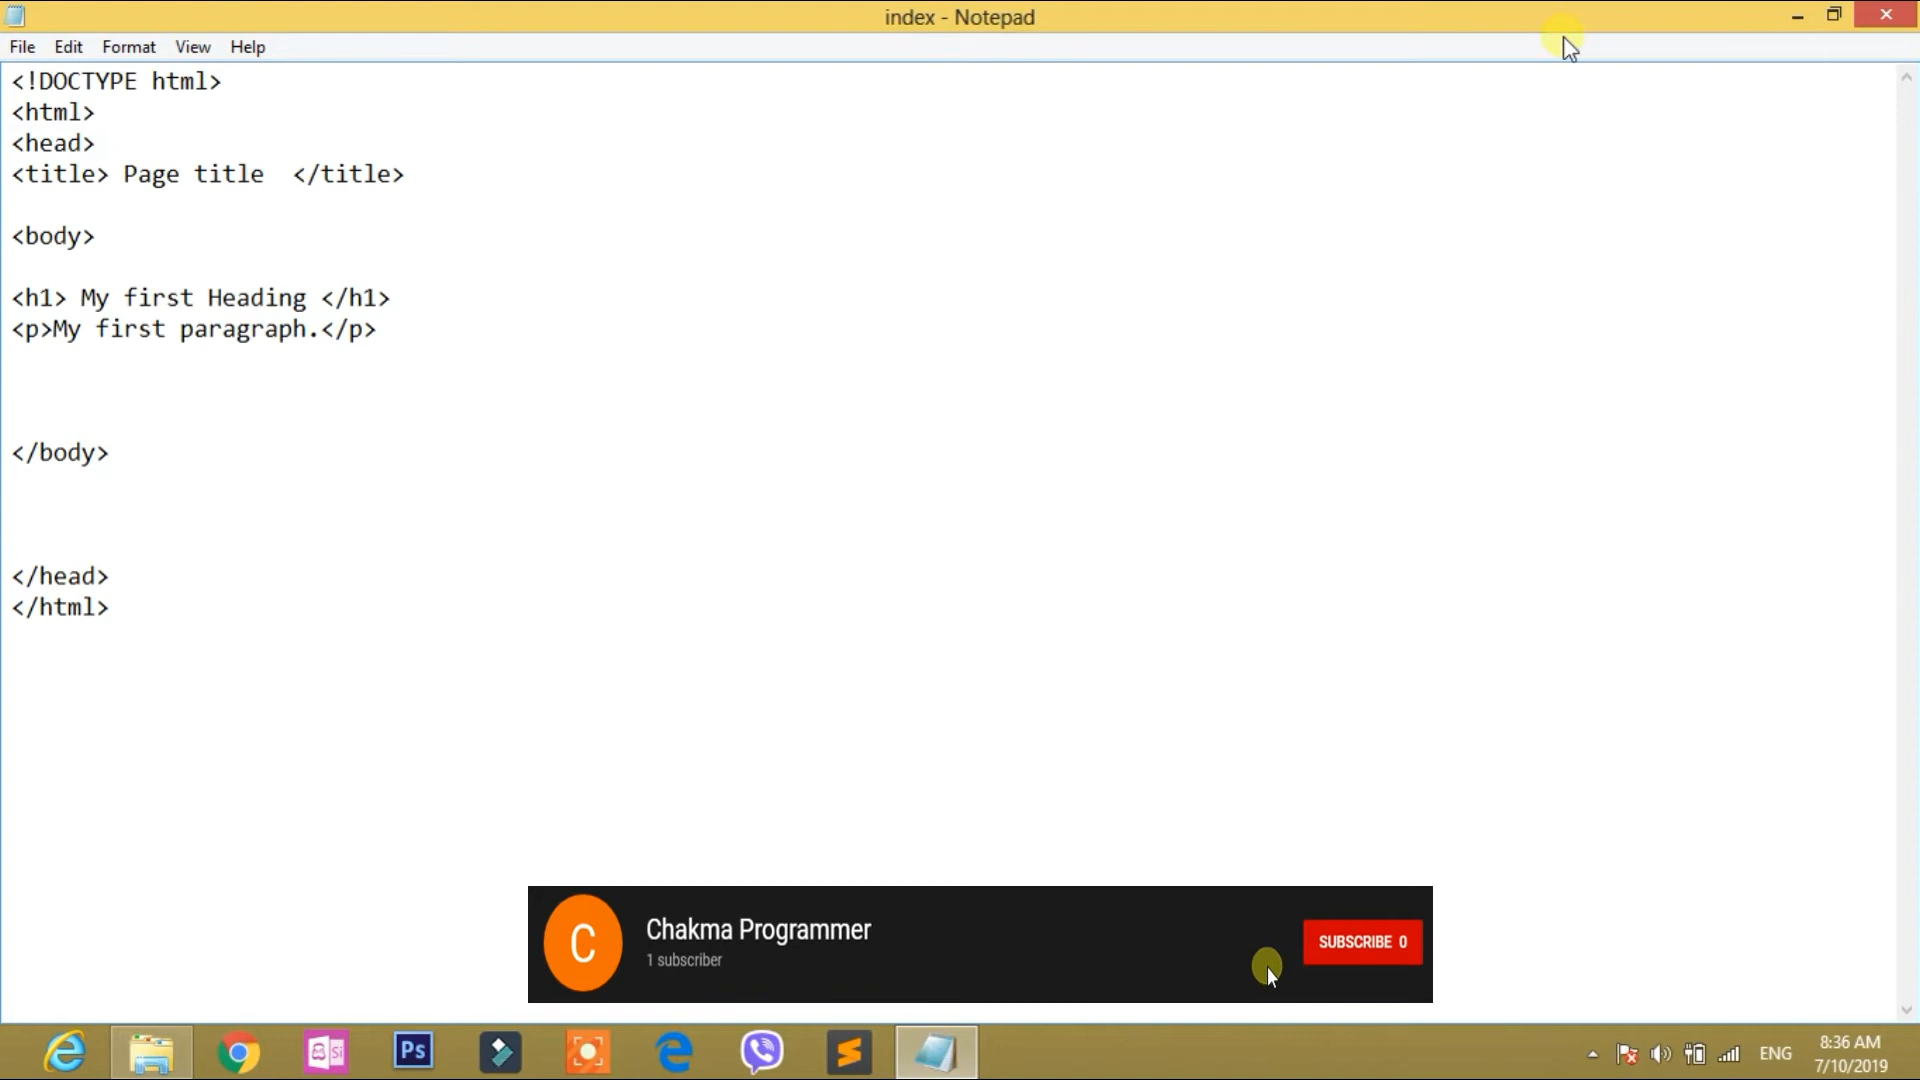 index - Notepad
File Edit Format View Help
<!DOCTYPE html>
<html>
<head>
<title> Page title  </title>
<body>
<h1> My first Heading </h1>
<p>My first paragraph.</p>
</body>
</head>
</html>
C
Chakma Programmer
1 subscriber
SUBSCRIBE 0
Si
Ps
ENG
8:36 AM
7/10/2019